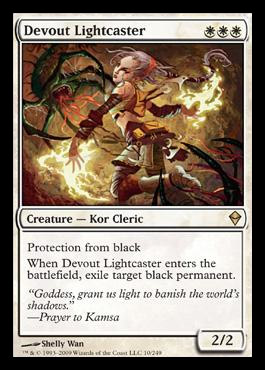 Devout Lightcaster
Creature — Kor Cleric
Protection from black
When Devout Lightcaster enters the
battlefield, exile target black permanent.
“Goddess, grant us light to banish the world's
shadows.”
—Prayer to Kamsa
Shelly Wan
™ & © 1993–2009 Wizards of the Coast LLC 10/249
2/2